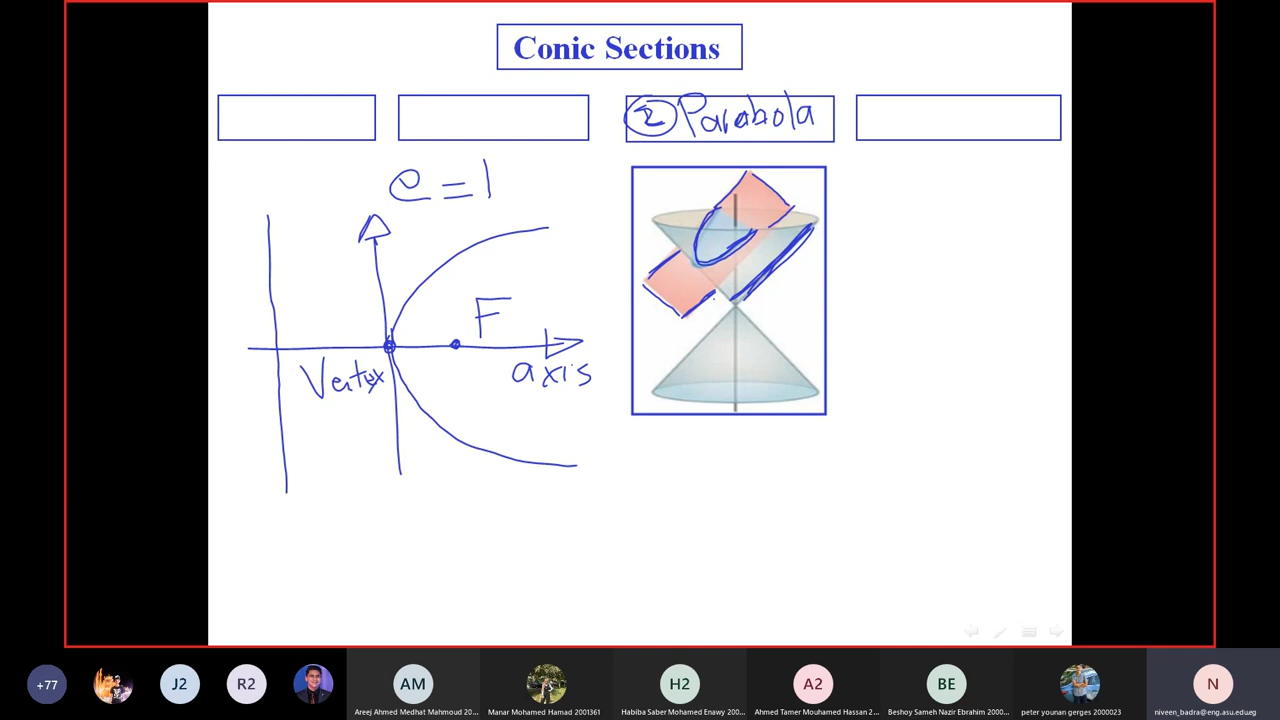 Conic Sections
② Parabola
e = 1
F
Vertex
axis
+77
J2
R2
AM
H2
A2
BE
N
Areej Ahmed Medhat Mahmoud 20...
Manar Mohamed Hamad 2001361
Habiba Saber Mohamed Enawy 200...
Ahmed Tamer Mouhamed Hassan 2...
Beshoy Sameh Nazir Ebrahim 2000...
peter younan gerges 2000023
niveen_badra@eng.asu.edueg